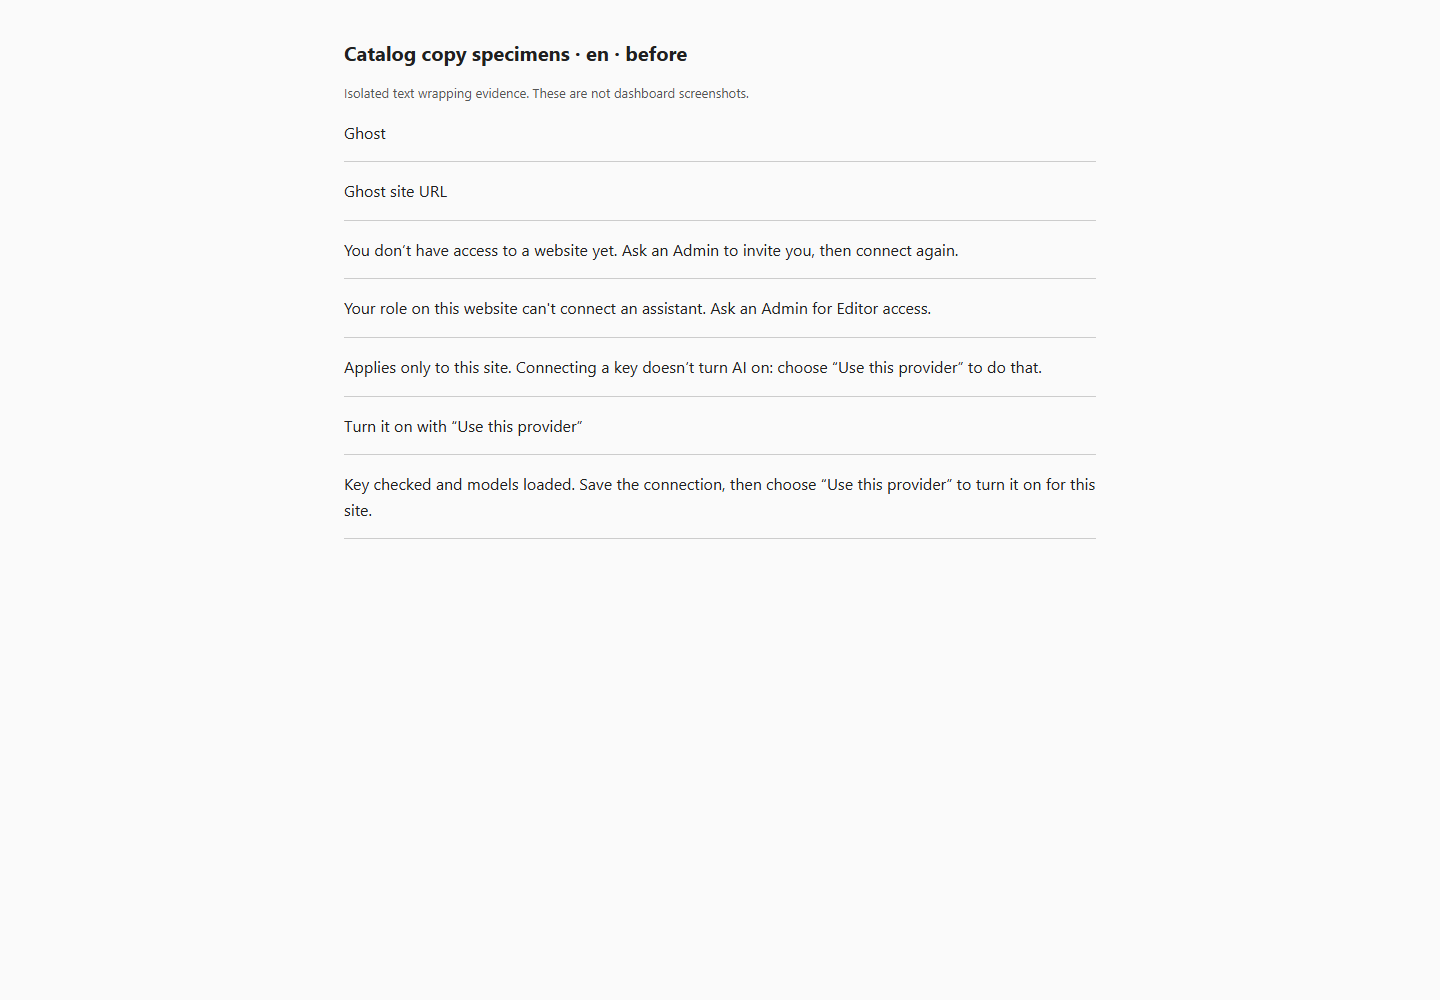 Catalog copy specimens · en · before
Isolated text wrapping evidence. These are not dashboard screenshots.
Ghost
Ghost site URL
You don’t have access to a website yet. Ask an Admin to invite you, then connect again.
Your role on this website can't connect an assistant. Ask an Admin for Editor access.
Applies only to this site. Connecting a key doesn’t turn AI on: choose “Use this provider” to do that.
Turn it on with “Use this provider”
Key checked and models loaded. Save the connection, then choose “Use this provider” to turn it on for this
site.